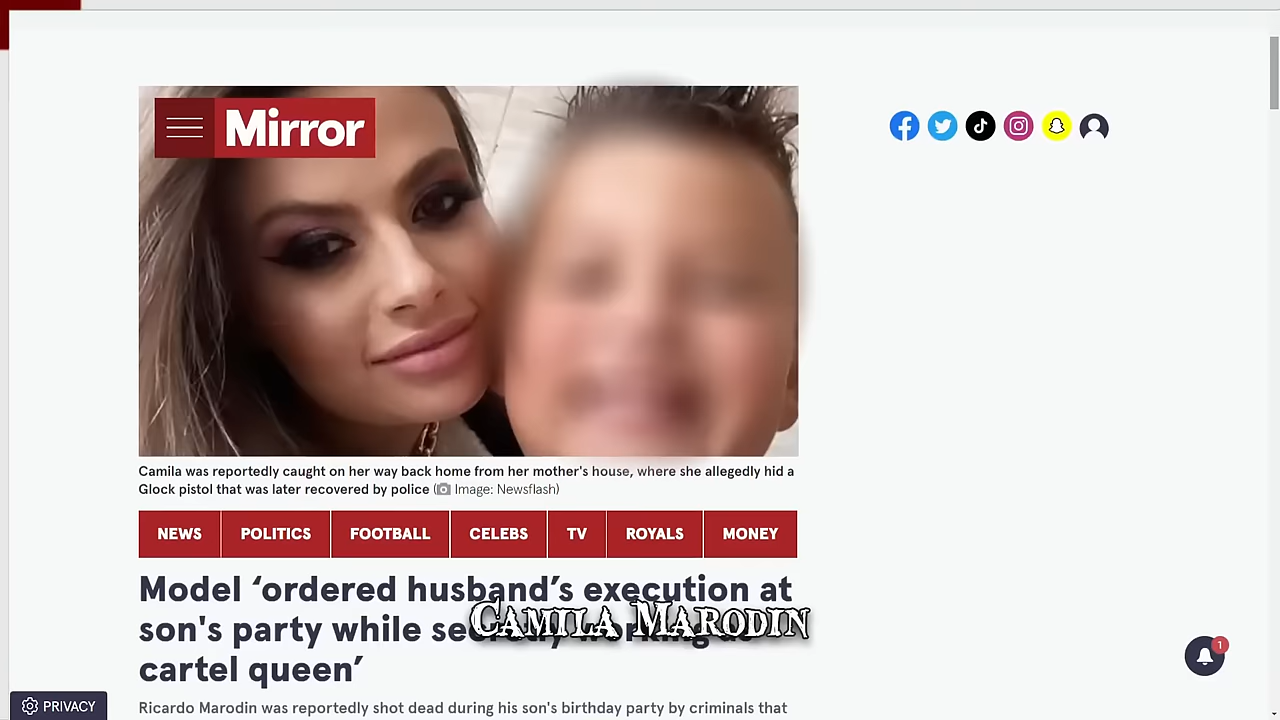 Mirror
Camila was reportedly caught on her way back home from her mother's house, where she allegedly hid a
Glock pistol that was later recovered by police ( Image: Newsflash)
NEWS POLITICS FOOTBALL CELEBS TV ROYALS MONEY
Model ‘ordered husband’s execution at
son's party while secretly working as
cartel queen’
Camila Marodin
Ricardo Marodin was reportedly shot dead during his son's birthday party by criminals that
1
PRIVACY